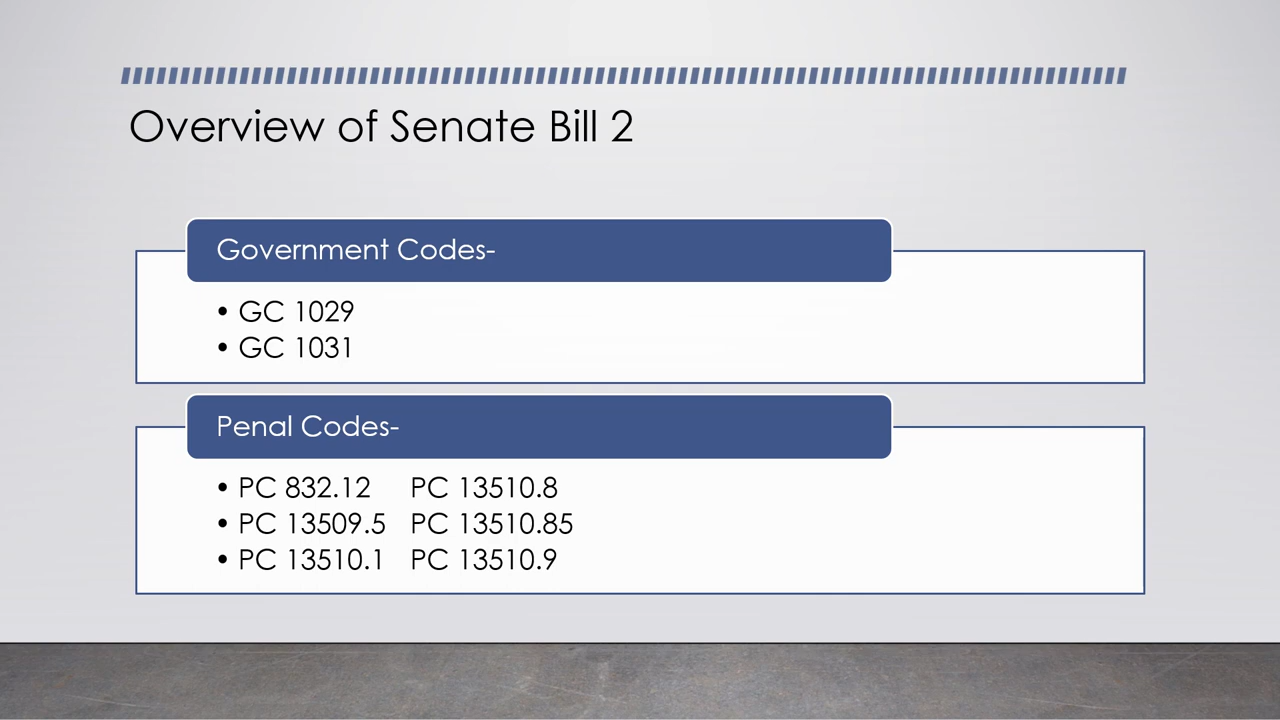 Overview of Senate Bill 2
Government Codes-
• GC 1029
• GC 1031
Penal Codes-
• PC 832.12 PC 13510.8
• PC 13509.5 PC 13510.85
• PC 13510.1 PC 13510.9